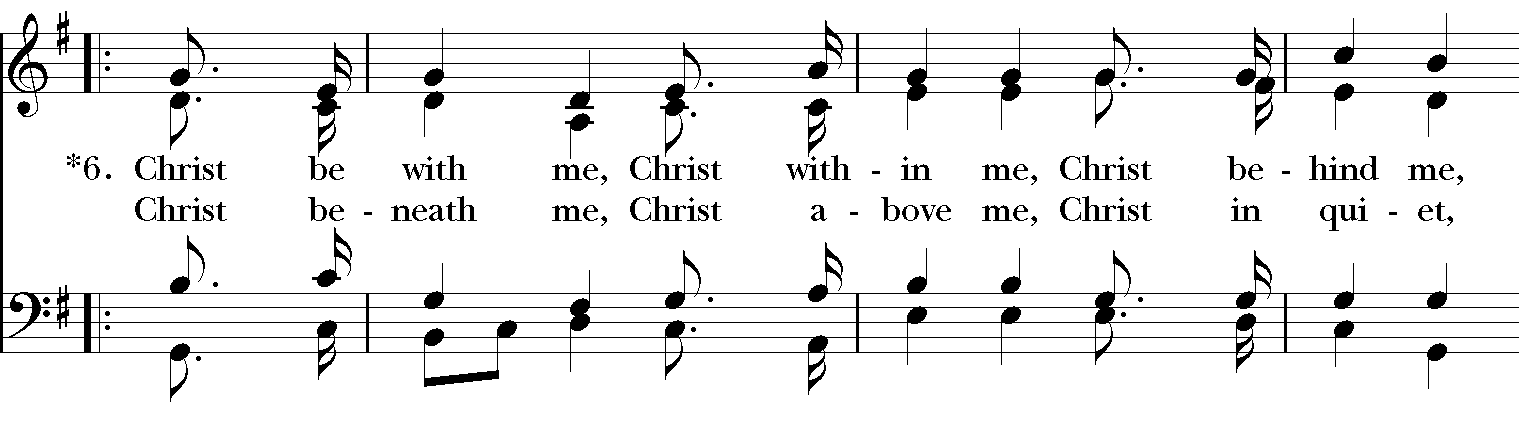 *6. Christ be with me, Christ with - in me, Christ be - hind me,
Christ be - neath me, Christ a - bove me, Christ in qui - et,